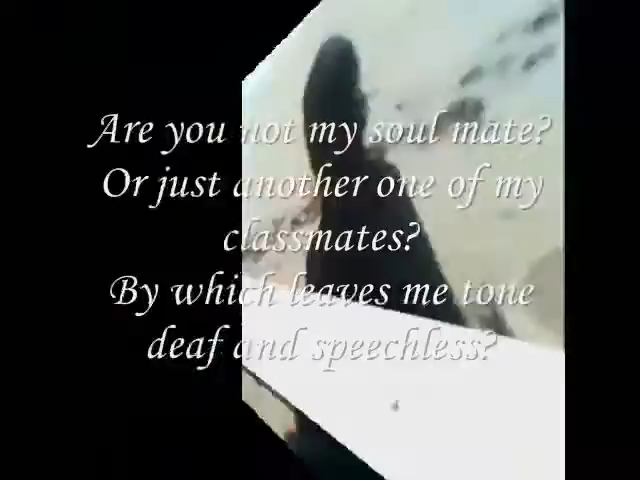 Are you not my soul mate?
Or just another one of my
classmates?
By which leaves me tone
deaf and speechless?